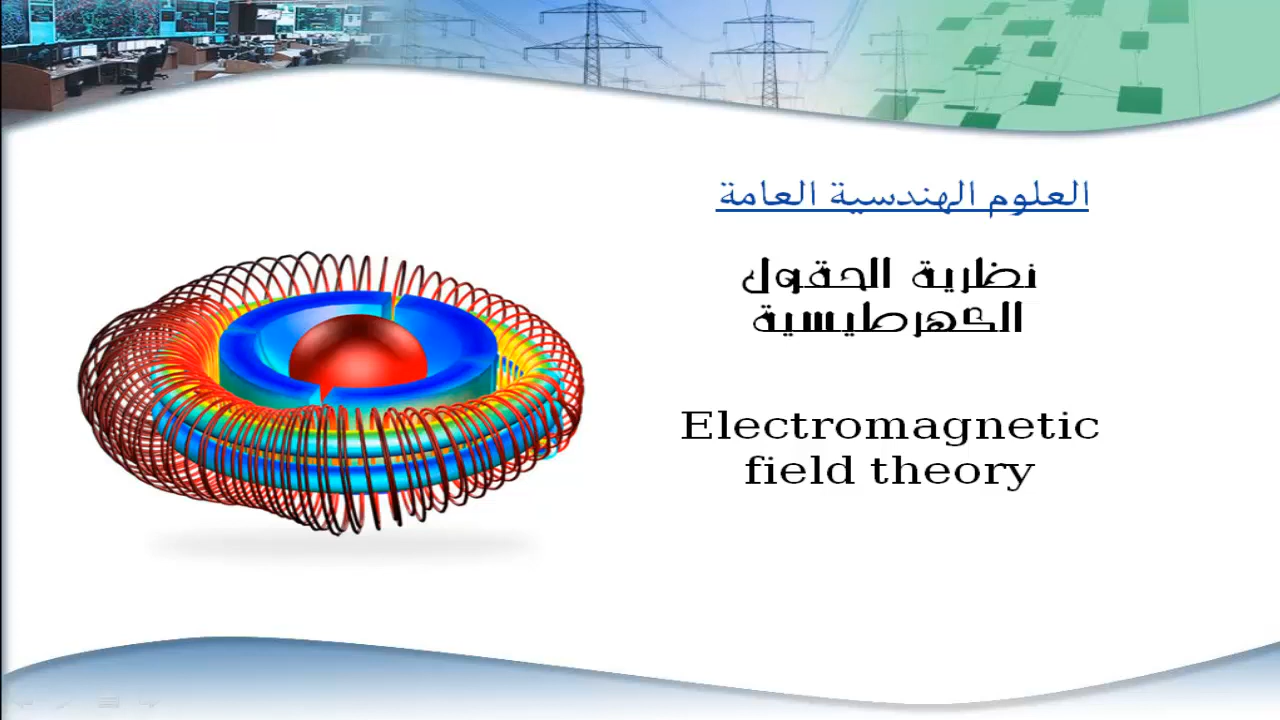 العلوم الهندسية العامة
نظرية الحقول
الكهرطيسية
Electromagnetic
field theory